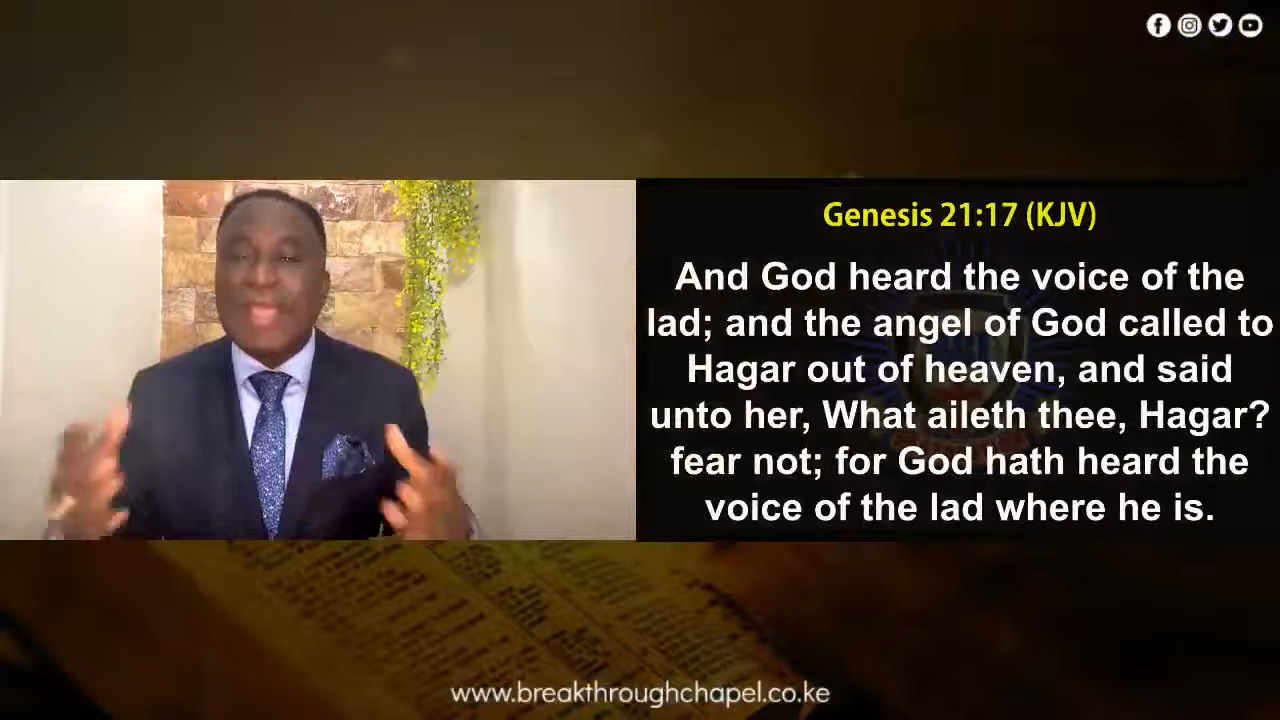 Genesis 21:17 (KJV)
And God heard the voice of the
lad; and the angel of God called to
Hagar out of heaven, and said
unto her, What aileth thee, Hagar?
fear not; for God hath heard the
voice of the lad where he is.
www.breakthroughchapel.co.ke